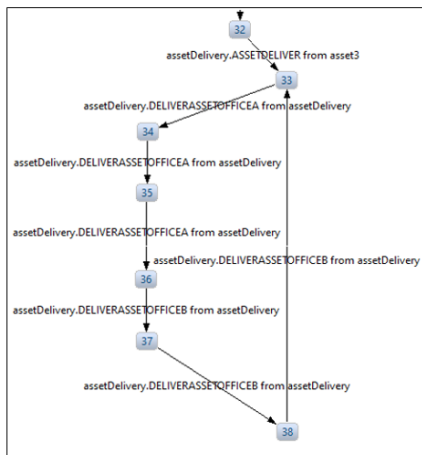 32
assetDelivery.ASSETDELIVER from asset3
33
assetDelivery.DELIVERASSETOFFICEA from assetDelivery
34
assetDelivery.DELIVERASSETOFFICEA from assetDelivery
35
assetDelivery.DELIVERASSETOFFICEA from assetDelivery
assetDelivery.DELIVERASSETOFFICEB from assetDelivery
36
assetDelivery.DELIVERASSETOFFICEB from assetDelivery
37
assetDelivery.DELIVERASSETOFFICEB from assetDelivery
38